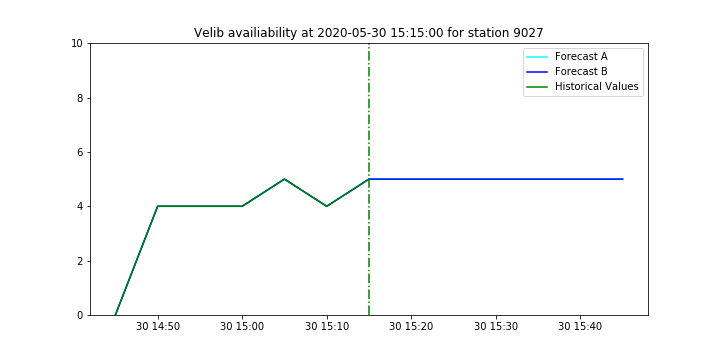 Velib availiability at 2020-05-30 15:15:00 for station 9027
10
8
6
4
2
0
Forecast A
Forecast B
Historical Values
30 14:50 30 15:00 30 15:10 30 15:20 30 15:30 30 15:40